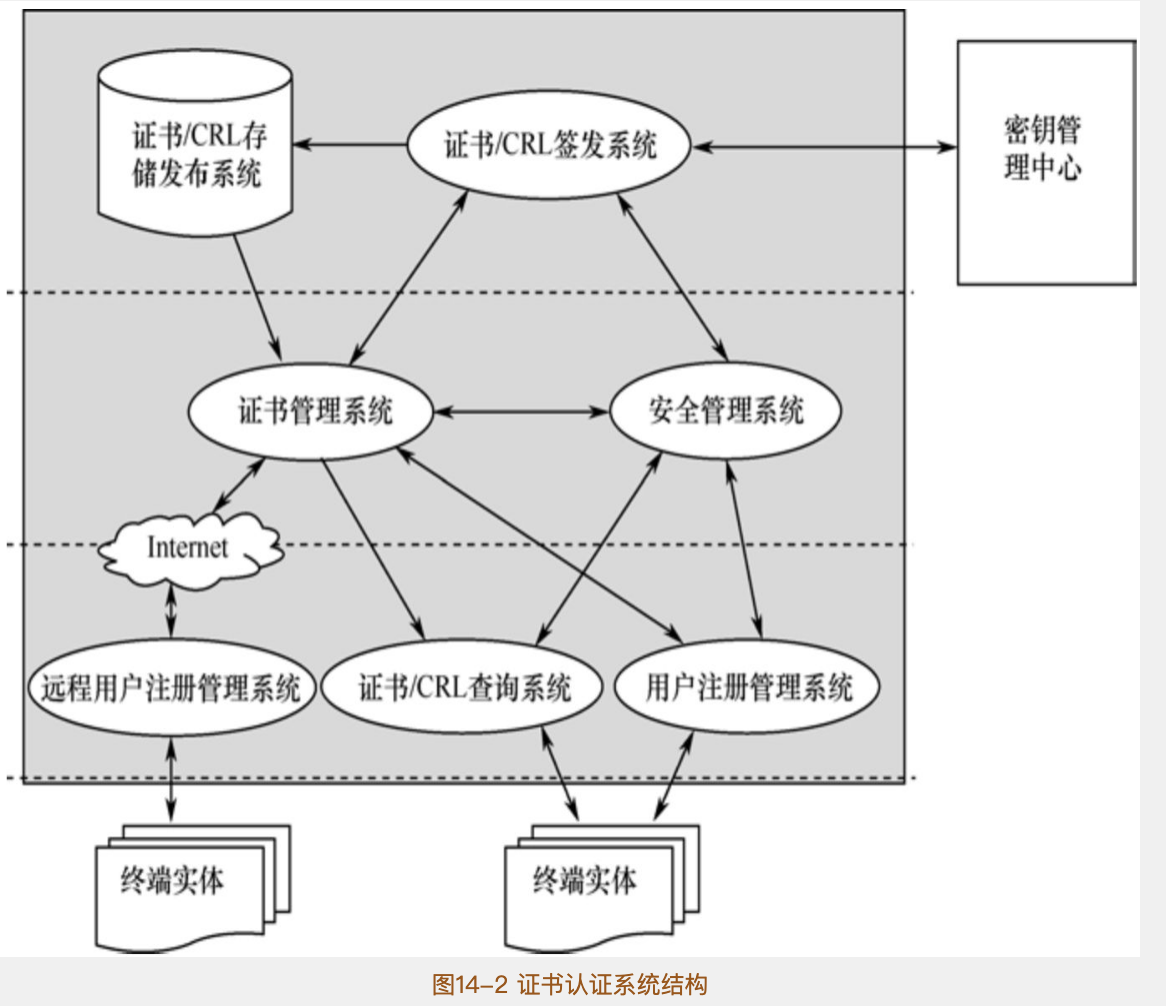 证书/CRL存
储发布系统
证书/CRL签发系统
密钥管
理中心
证书管理系统
安全管理系统
Internet
远程用户注册管理系统
证书/CRL查询系统
用户注册管理系统
终端实体
终端实体
图14-2 证书认证系统结构